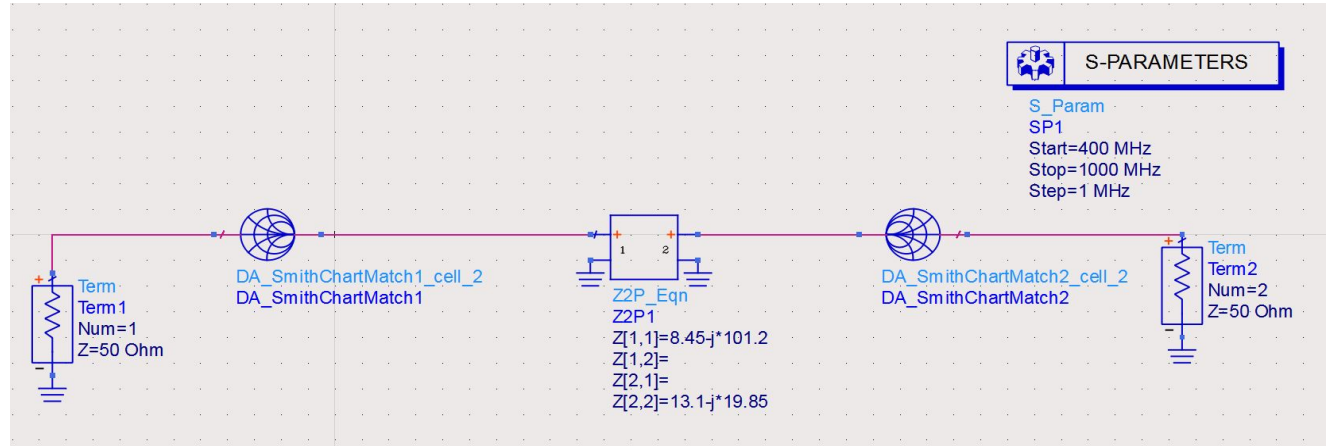 S-PARAMETERS
S_Param
SP1
Start=400 MHz
Stop=1000 MHz
Step=1 MHz
+
Term
Term1
Num=1
Z=50 Ohm
-
DA_SmithChartMatch1_cell_2
DA_SmithChartMatch1
+ +
1 2
Z2P_Eqn
Z2P1
Z[1,1]=8.45-j*101.2
Z[1,2]=
Z[2,1]=
Z[2,2]=13.1-j*19.85
DA_SmithChartMatch2_cell_2
DA_SmithChartMatch2
+
Term
Term2
Num=2
Z=50 Ohm
-